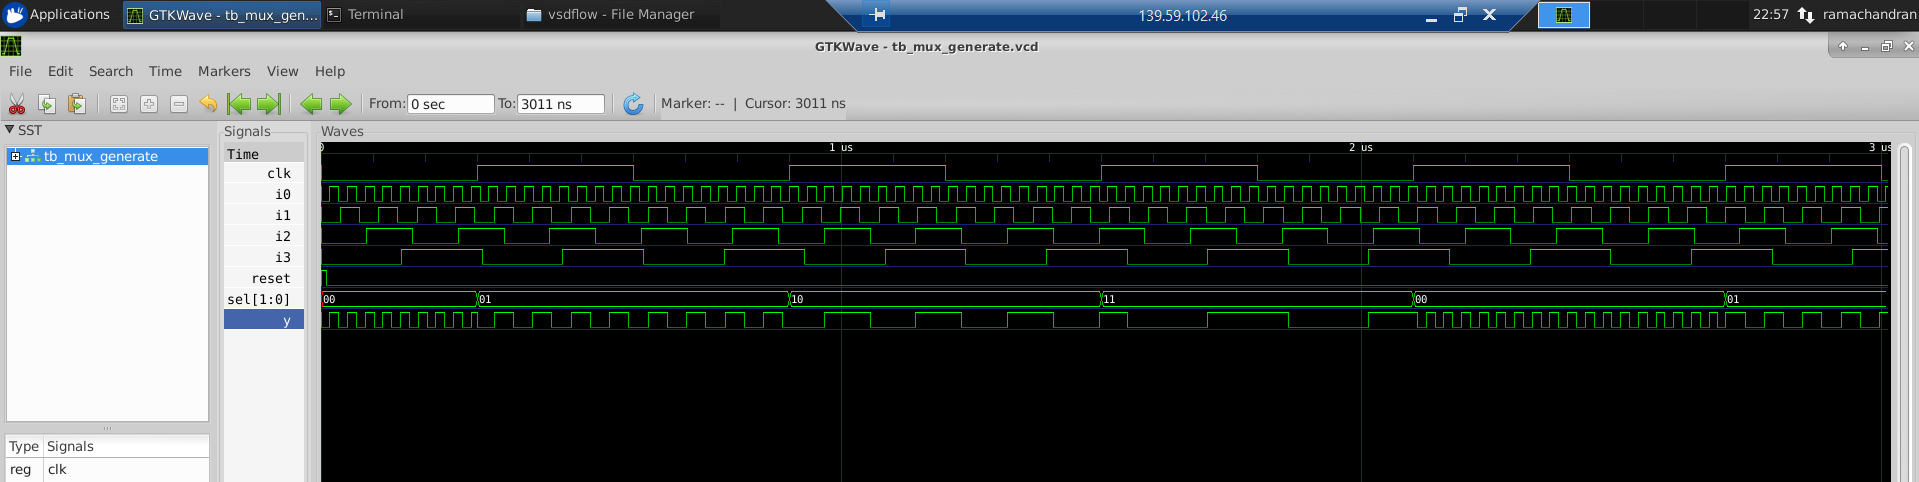 Applications GTKWave - tb_mux_gen... Terminal vsdflow - File Manager 139.59.102.46 22:57 ramachandran
GTKWave - tb_mux_generate.vcd
File Edit Search Time Markers View Help
From: 0 sec To: 3011 ns Marker: -- | Cursor: 3011 ns
SST Signals Waves
tb_mux_generate
Time 0 1 us 2 us 3 us
clk
i0
i1
i2
i3
reset
sel[1:0] 00 01 10 11 00 01
y
Type Signals
reg clk